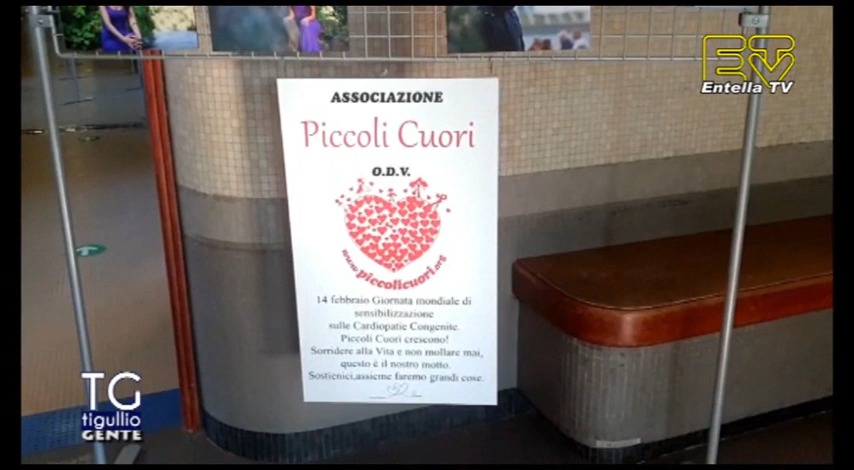 ASSOCIAZIONE
Piccoli Cuori
O.D.V.
www.piccolicuori.org
14 febbraio Giornata mondiale di
sensibilizzazione
sulle Cardiopatie Congenite.
Piccoli Cuori crescono!
Sorridere alla Vita e non mollare mai,
questo è il nostro motto.
Sostienici,assieme faremo grandi cose.
ETV
Entella TV
TG
tigullio
GENTE